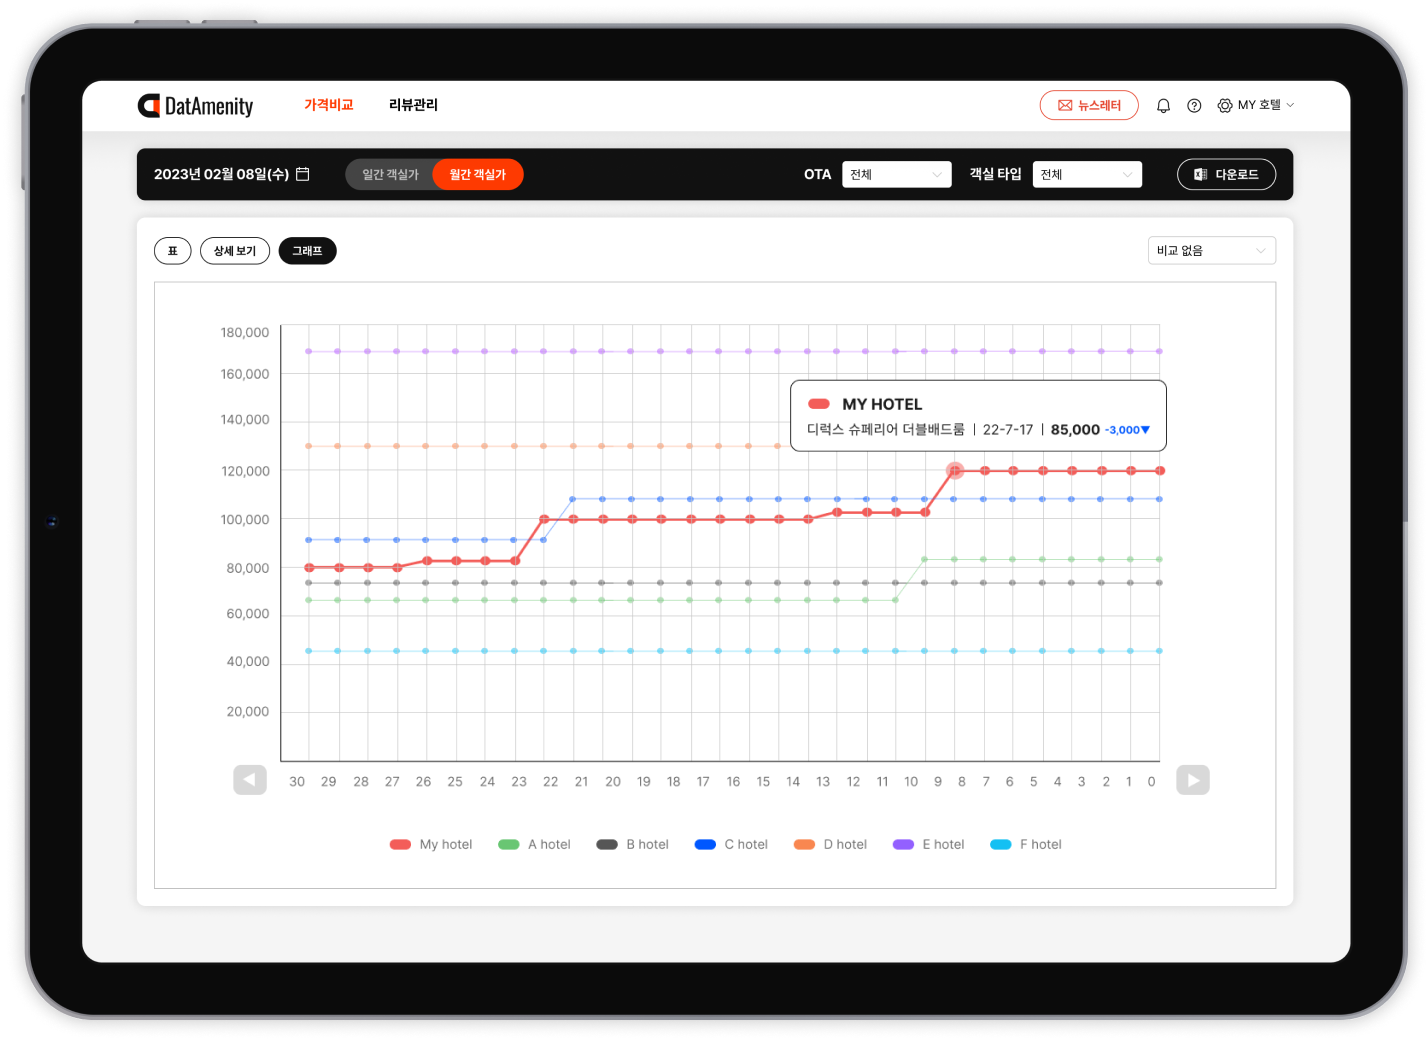 DatAmenity 가격비교 리뷰관리 뉴스레터 MY 호텔
2023년 02월 08일(수) 일간 객실가 월간 객실가 OTA 전체 객실 타입 전체 다운로드
표 상세 보기 그래프 비교 없음
180,000
160,000
MY HOTEL
140,000
디럭스 슈페리어 더블배드룸 | 22-7-17 | 85,000 -3,000▼
120,000
100,000
80,000
60,000
40,000
20,000
30 29 28 27 26 25 24 23 22 21 20 19 18 17 16 15 14 13 12 11 10 9 8 7 6 5 4 3 2 1 0
My hotel A hotel B hotel C hotel D hotel E hotel F hotel